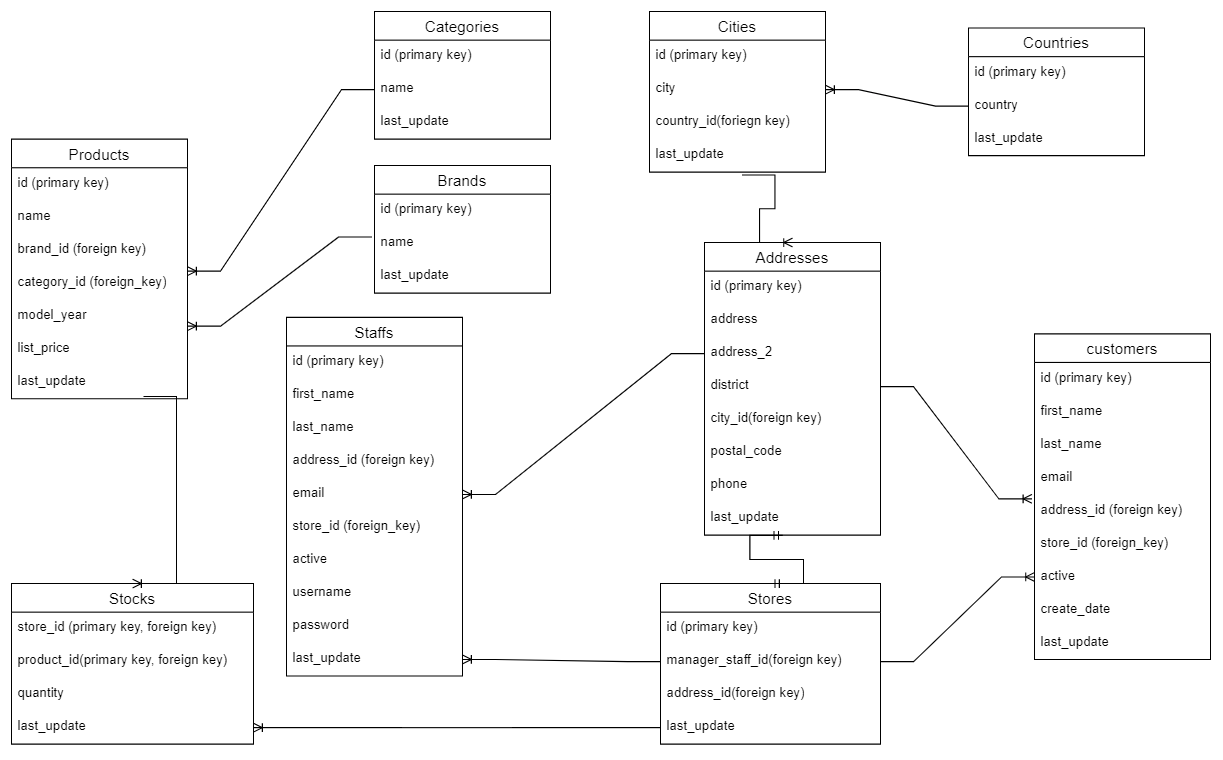 Categories
id (primary key)
name
last_update
Cities
id (primary key)
city
country_id(foriegn key)
last_update
Countries
id (primary key)
country
last_update
Products
id (primary key)
name
brand_id (foreign key)
category_id (foreign_key)
model_year
list_price
last_update
Brands
id (primary key)
name
last_update
Staffs
id (primary key)
first_name
last_name
address_id (foreign key)
email
store_id (foreign_key)
active
username
password
last_update
Addresses
id (primary key)
address
address_2
district
city_id(foreign key)
postal_code
phone
last_update
customers
id (primary key)
first_name
last_name
email
address_id (foreign key)
store_id (foreign_key)
active
create_date
last_update
Stocks
store_id (primary key, foreign key)
product_id(primary key, foreign key)
quantity
last_update
Stores
id (primary key)
manager_staff_id(foreign key)
address_id(foreign key)
last_update